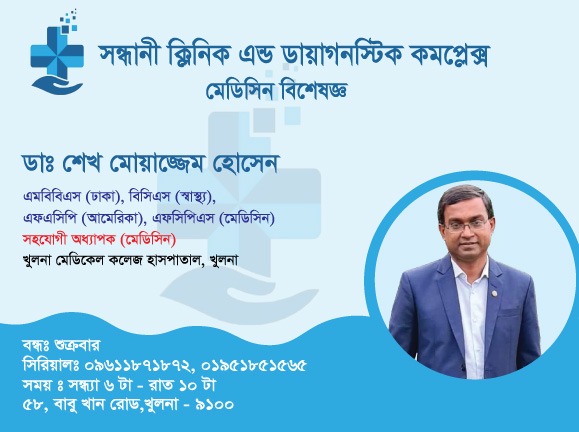 সন্ধানী ক্লিনিক এন্ড ডায়াগনস্টিক কমপ্লেক্স
মেডিসিন বিশেষজ্ঞ
ডাঃ শেখ মোয়াজ্জেম হোসেন
এমবিবিএস (ঢাকা), বিসিএস (স্বাস্থ্য),
এফএসিপি (আমেরিকা), এফসিপিএস (মেডিসিন)
সহযোগী অধ্যাপক (মেডিসিন)
খুলনা মেডিকেল কলেজ হাসপাতাল, খুলনা
বন্ধঃ শুক্রবার
সিরিয়ালঃ ০৯৬১১৮৭১৮৭২, ০১৯৫১৮৫১৫৬৫
সময় ঃ সন্ধ্যা ৬ টা - রাত ১০ টা
৫৮, বাবু খান রোড,খুলনা - ৯১০০